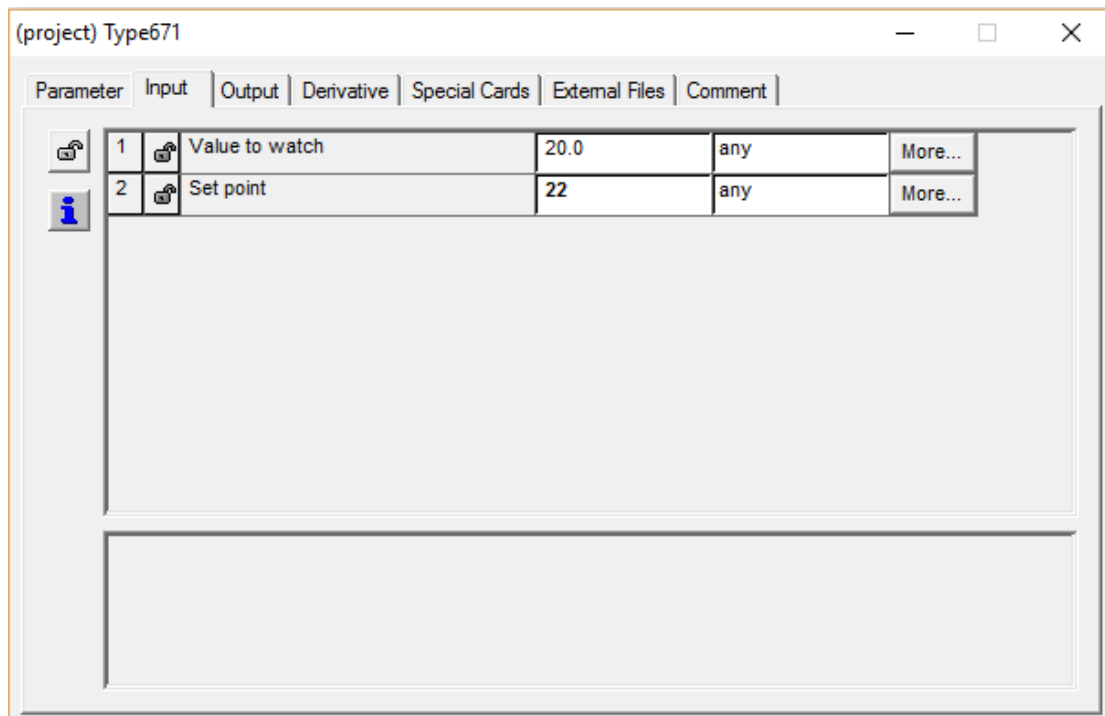 (project) Type671
Parameter Input Output Derivative Special Cards External Files Comment
1 Value to watch 20.0 any More...
2 Set point 22 any More...
i